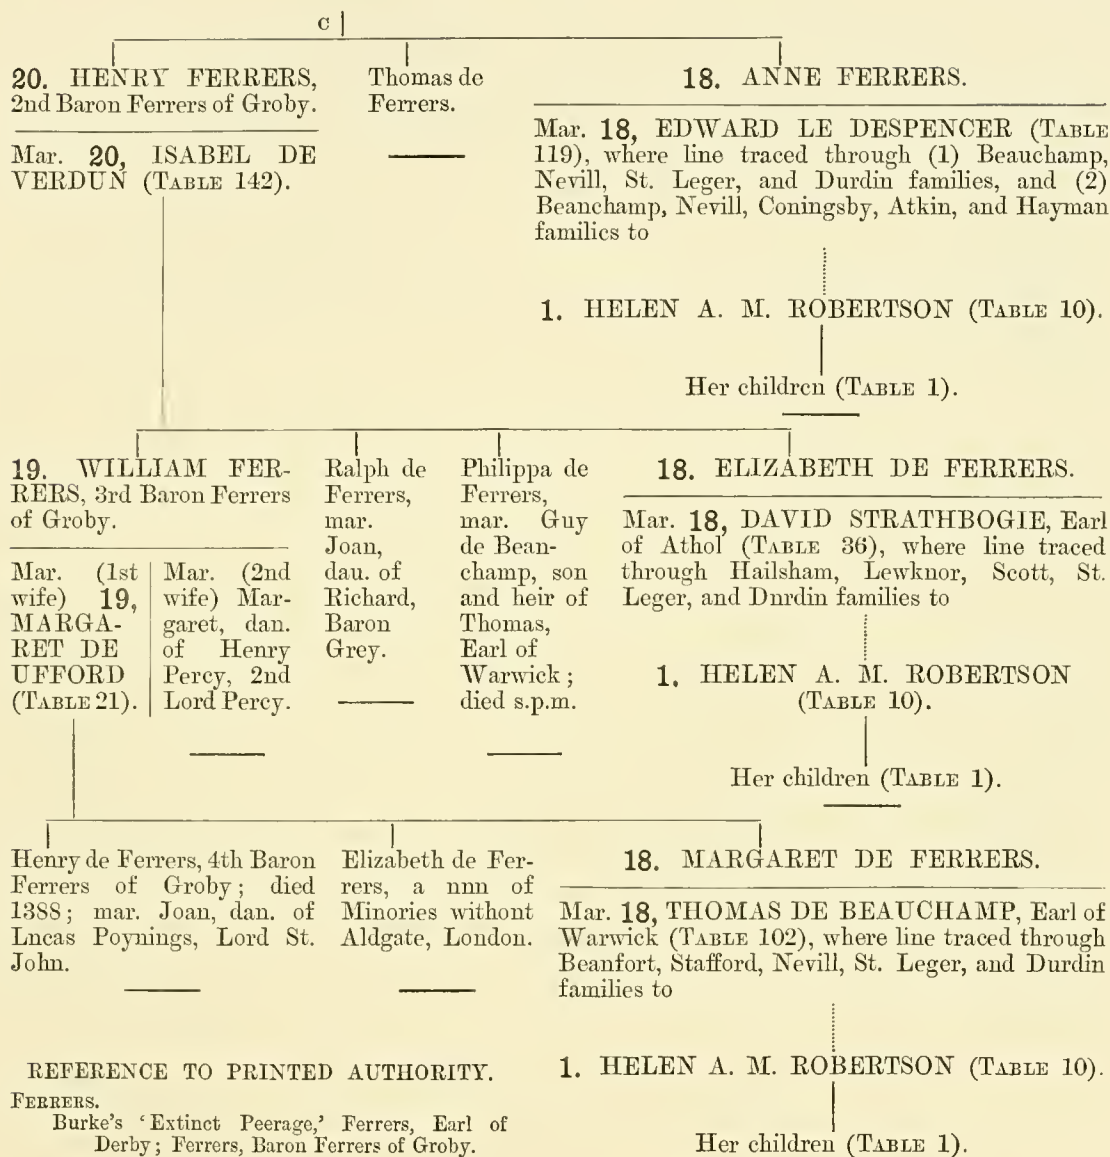 c
20. HENRY FERRERS,
2nd Baron Ferrers of Groby.
Mar. 20, ISABEL DE
VERDUN (TABLE 142).
Thomas de
Ferrers.
18. ANNE FERRERS.
Mar. 18, EDWARD LE DESPENCER (TABLE
119), where line traced through (1) Beauchamp,
Nevill, St. Leger, and Durdin families, and (2)
Beauchamp, Nevill, Coningsby, Atkin, and Hayman
families to
1. HELEN A. M. ROBERTSON (TABLE 10).
Her children (TABLE 1).
19. WILLIAM FER-
RERS, 3rd Baron Ferrers
of Groby.
Mar. (1st
wife) 19,
MARGA-
RET DE
UFFORD
(TABLE 21).
Mar. (2nd
wife) Mar-
garet, dau.
of Henry
Percy, 2nd
Lord Percy.
Ralph de
Ferrers,
mar.
Joan,
dau. of
Richard,
Baron
Grey.
Philippa de
Ferrers,
mar. Guy
de Beau-
champ, son
and heir of
Thomas,
Earl of
Warwick;
died s.p.m.
18. ELIZABETH DE FERRERS.
Mar. 18, DAVID STRATHBOGIE, Earl
of Athol (TABLE 36), where line traced
through Hailsham, Lewknor, Scott, St.
Leger, and Durdin families to
1. HELEN A. M. ROBERTSON
(TABLE 10).
Her children (TABLE 1).
Henry de Ferrers, 4th Baron
Ferrers of Groby; died
1388; mar. Joan, dau. of
Lucas Poynings, Lord St.
John.
Elizabeth de Fer-
rers, a nun of
Minories without
Aldgate, London.
18. MARGARET DE FERRERS.
Mar. 18, THOMAS DE BEAUCHAMP, Earl of
Warwick (TABLE 102), where line traced through
Beaufort, Stafford, Nevill, St. Leger, and Durdin
families to
1. HELEN A. M. ROBERTSON (TABLE 10).
Her children (TABLE 1).
REFERENCE TO PRINTED AUTHORITY.
FERRERS.
Burke's 'Extinct Peerage,' Ferrers, Earl of
Derby; Ferrers, Baron Ferrers of Groby.